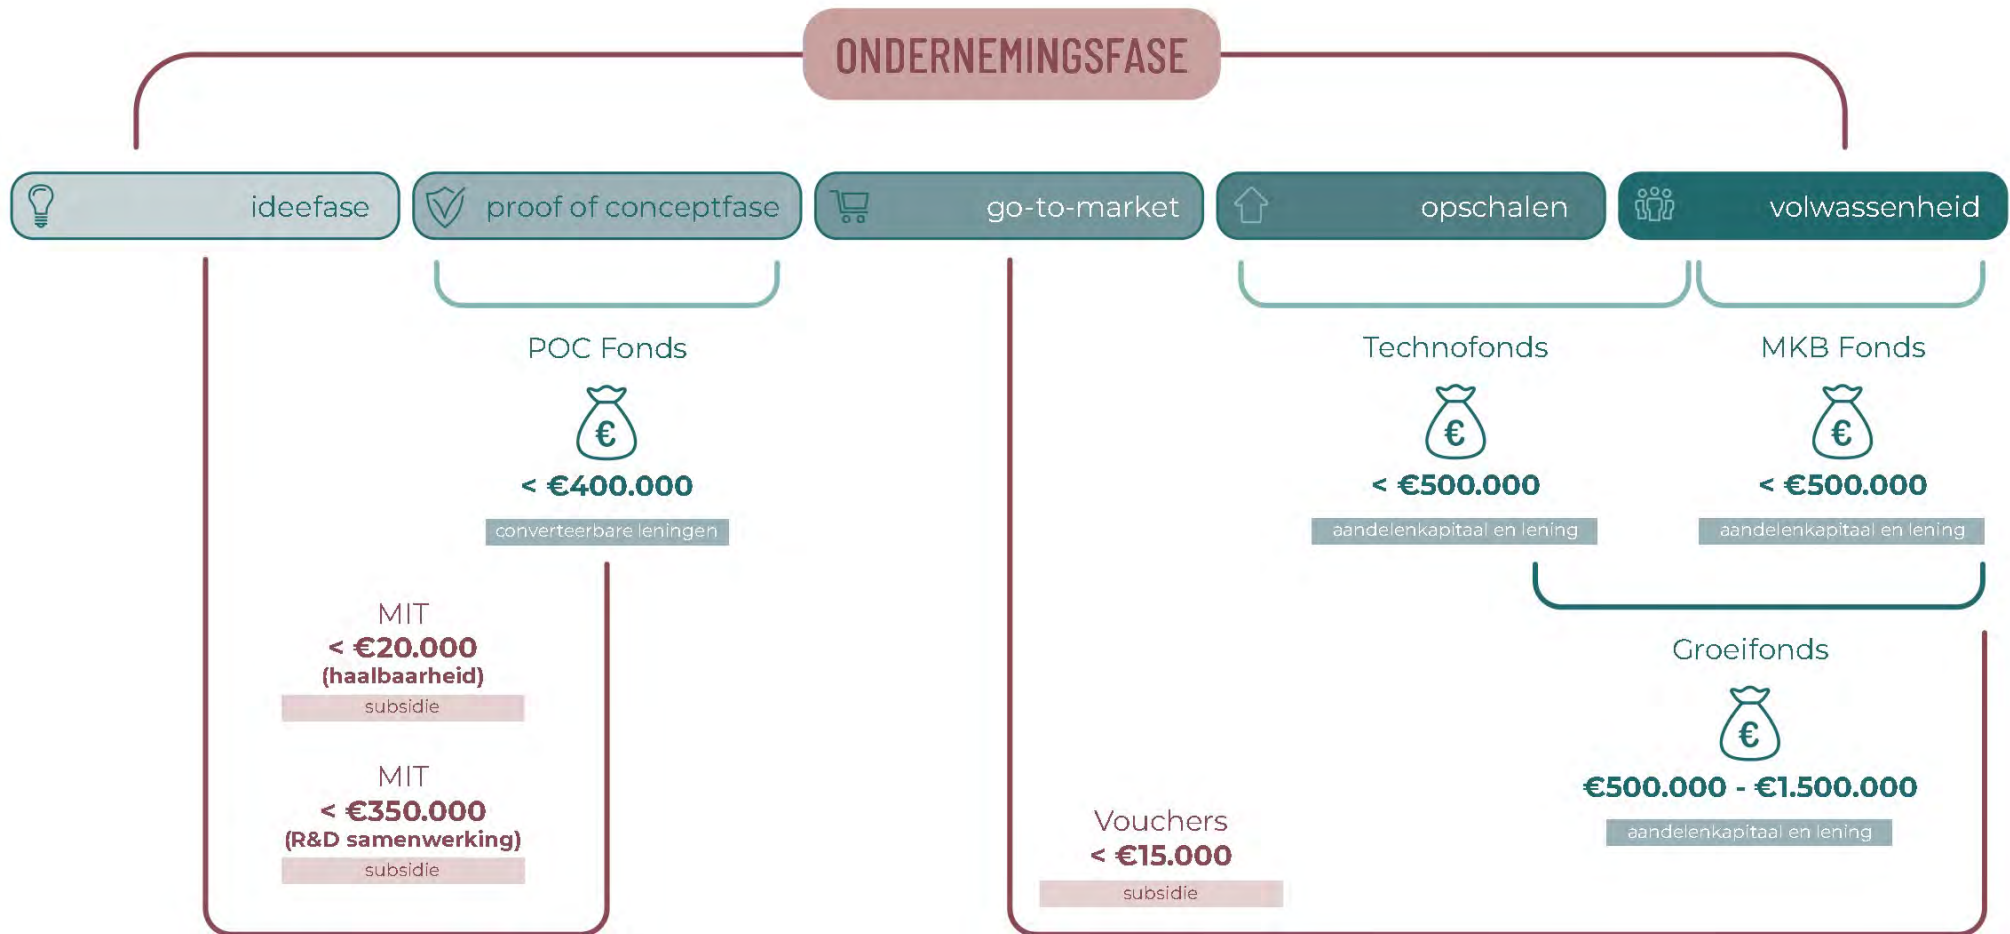 ONDERNEMINGSFASE
ideefase
proof of conceptfase
go-to-market
opschalen
volwassenheid
POC Fonds
€
< €400.000
converteerbare leningen
Technofonds
€
< €500.000
aandelenkapitaal en lening
MKB Fonds
€
< €500.000
aandelenkapitaal en lening
MIT
< €20.000
(haalbaarheid)
subsidie
MIT
< €350.000
(R&D samenwerking)
subsidie
Groeifonds
€
€500.000 - €1.500.000
aandelenkapitaal en lening
Vouchers
< €15.000
subsidie